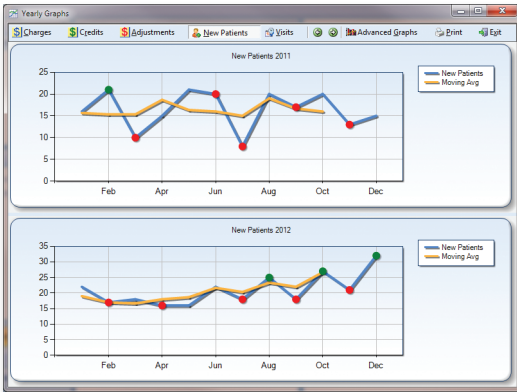 Yearly Graphs
Charges Credits Adjustments New Patients Visits Advanced Graphs Print Exit
New Patients 2011
25
20
15
10
5
0
Feb Apr Jun Aug Oct Dec
New Patients
Moving Avg
New Patients 2012
35
30
25
20
15
10
5
0
Feb Apr Jun Aug Oct Dec
New Patients
Moving Avg